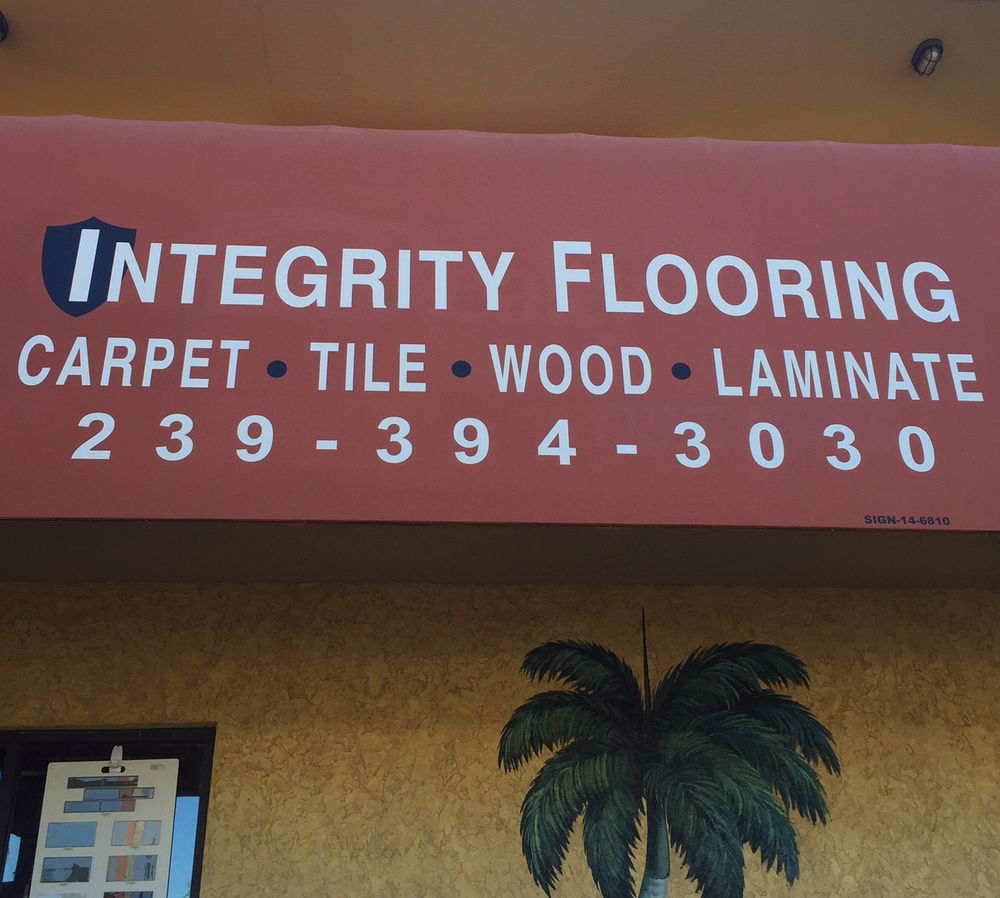 INTEGRITY FLOORING
CARPET • TILE • WOOD • LAMINATE
239-394-3030
SIGN-14-6810